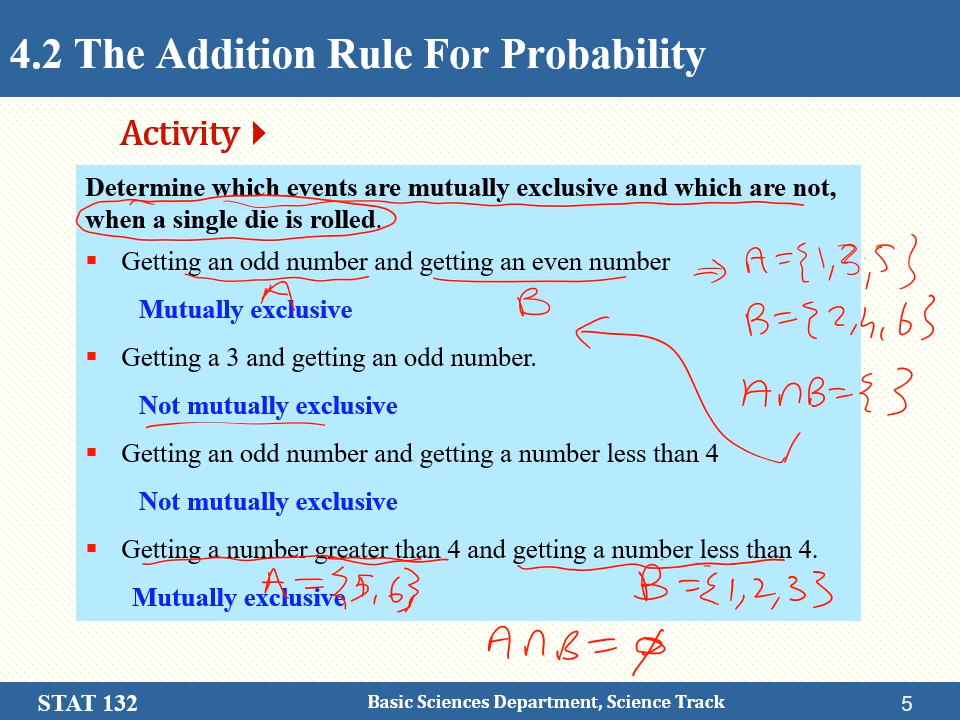 4.2 The Addition Rule For Probability
Activity
Determine which events are mutually exclusive and which are not,
when a single die is rolled.
▪ Getting an odd number and getting an even number
A
B
⇒ A={1,3,5}
B={2,4,6}
A∩B={ }
Mutually exclusive
▪ Getting a 3 and getting an odd number.
Not mutually exclusive
▪ Getting an odd number and getting a number less than 4
Not mutually exclusive
▪ Getting a number greater than 4 and getting a number less than 4.
A={5,6}
B={1,2,3}
Mutually exclusive
A∩B=ϕ
STAT 132
Basic Sciences Department, Science Track
5